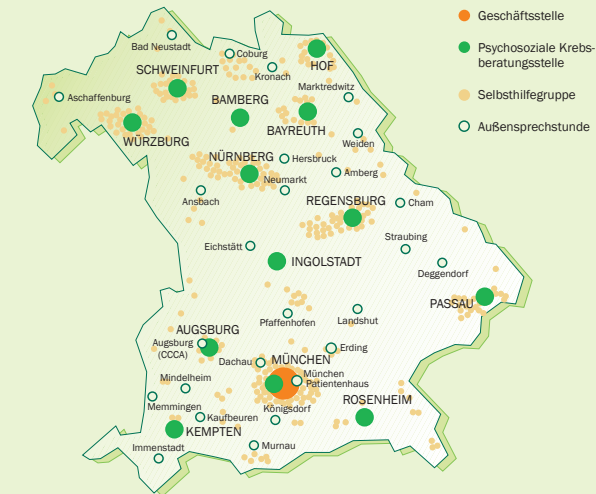 Geschäftsstelle
Psychosoziale Krebs-
beratungsstelle
Selbsthilfegruppe
Außensprechstunde
Bad Neustadt
Coburg
HOF
Kronach
SCHWEINFURT
Marktredwitz
Aschaffenburg
BAMBERG
BAYREUTH
WÜRZBURG
Weiden
NÜRNBERG
Hersbruck
Neumarkt
Amberg
Ansbach
REGENSBURG
Cham
Straubing
Eichstätt
INGOLSTADT
Deggendorf
PASSAU
Pfaffenhofen
Landshut
AUGSBURG
Augsburg
(CCCA)
Erding
Dachau
MÜNCHEN
München
Patientenhaus
Mindelheim
Memmingen
Königsdorf
ROSENHEIM
Kaufbeuren
KEMPTEN
Murnau
Immenstadt